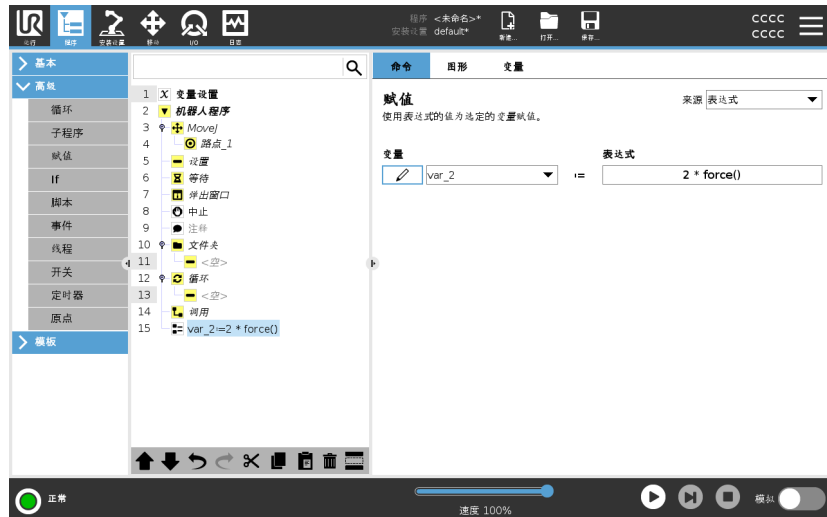 UR
运行
程序
安装设置
移动
I/O
日志
程序 <未命名>*
安装设置 default*
新建...
打开...
保存...
cccc
cccc
基本
高级
循环
子程序
赋值
If
脚本
事件
线程
开关
定时器
原点
模板
1 变量设置
2 机器人程序
3 MoveJ
4 路点_1
5 设置
6 等待
7 弹出窗口
8 中止
9 注释
10 文件夹
11 <空>
12 循环
13 <空>
14 调用
15 var_2:=2 * force()
命令 图形 变量
赋值
来源 表达式
使用表达式的值为选定的变量赋值。
变量 表达式
var_2 := 2 * force()
正常
速度 100%
模拟